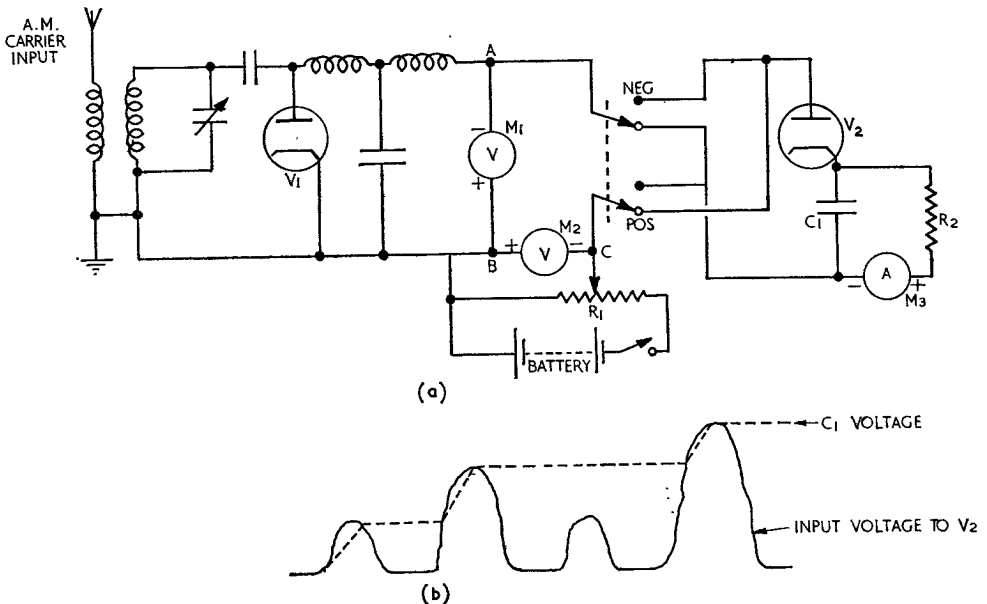 A.M.
CARRIER
INPUT
A
NEG
V2
M1
-
V
+
V1
C1
R2
POS
M2
+
V
-
B
C
-
A
+
M3
R1
BATTERY
(a)
C1 VOLTAGE
INPUT VOLTAGE TO V2
(b)